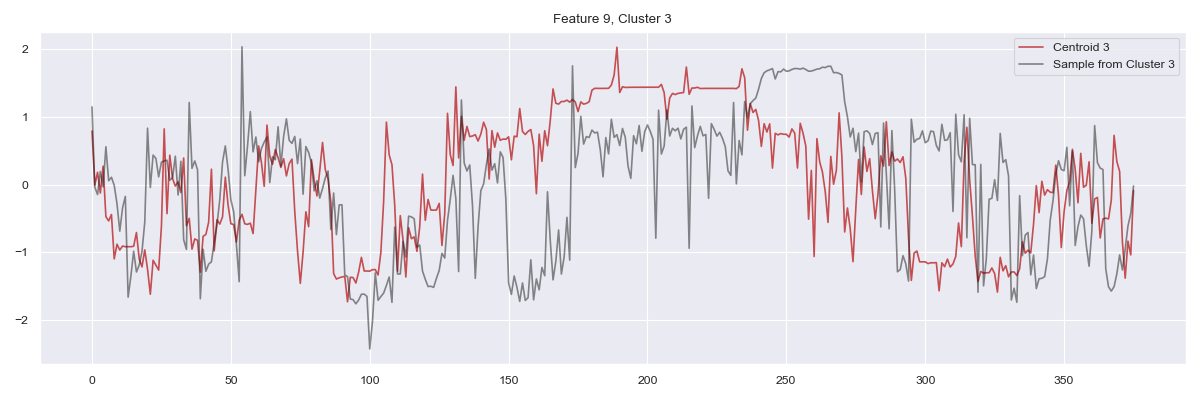 Feature 9, Cluster 3
Centroid 3
Sample from Cluster 3
2
1
0
−1
−2
0 50 100 150 200 250 300 350